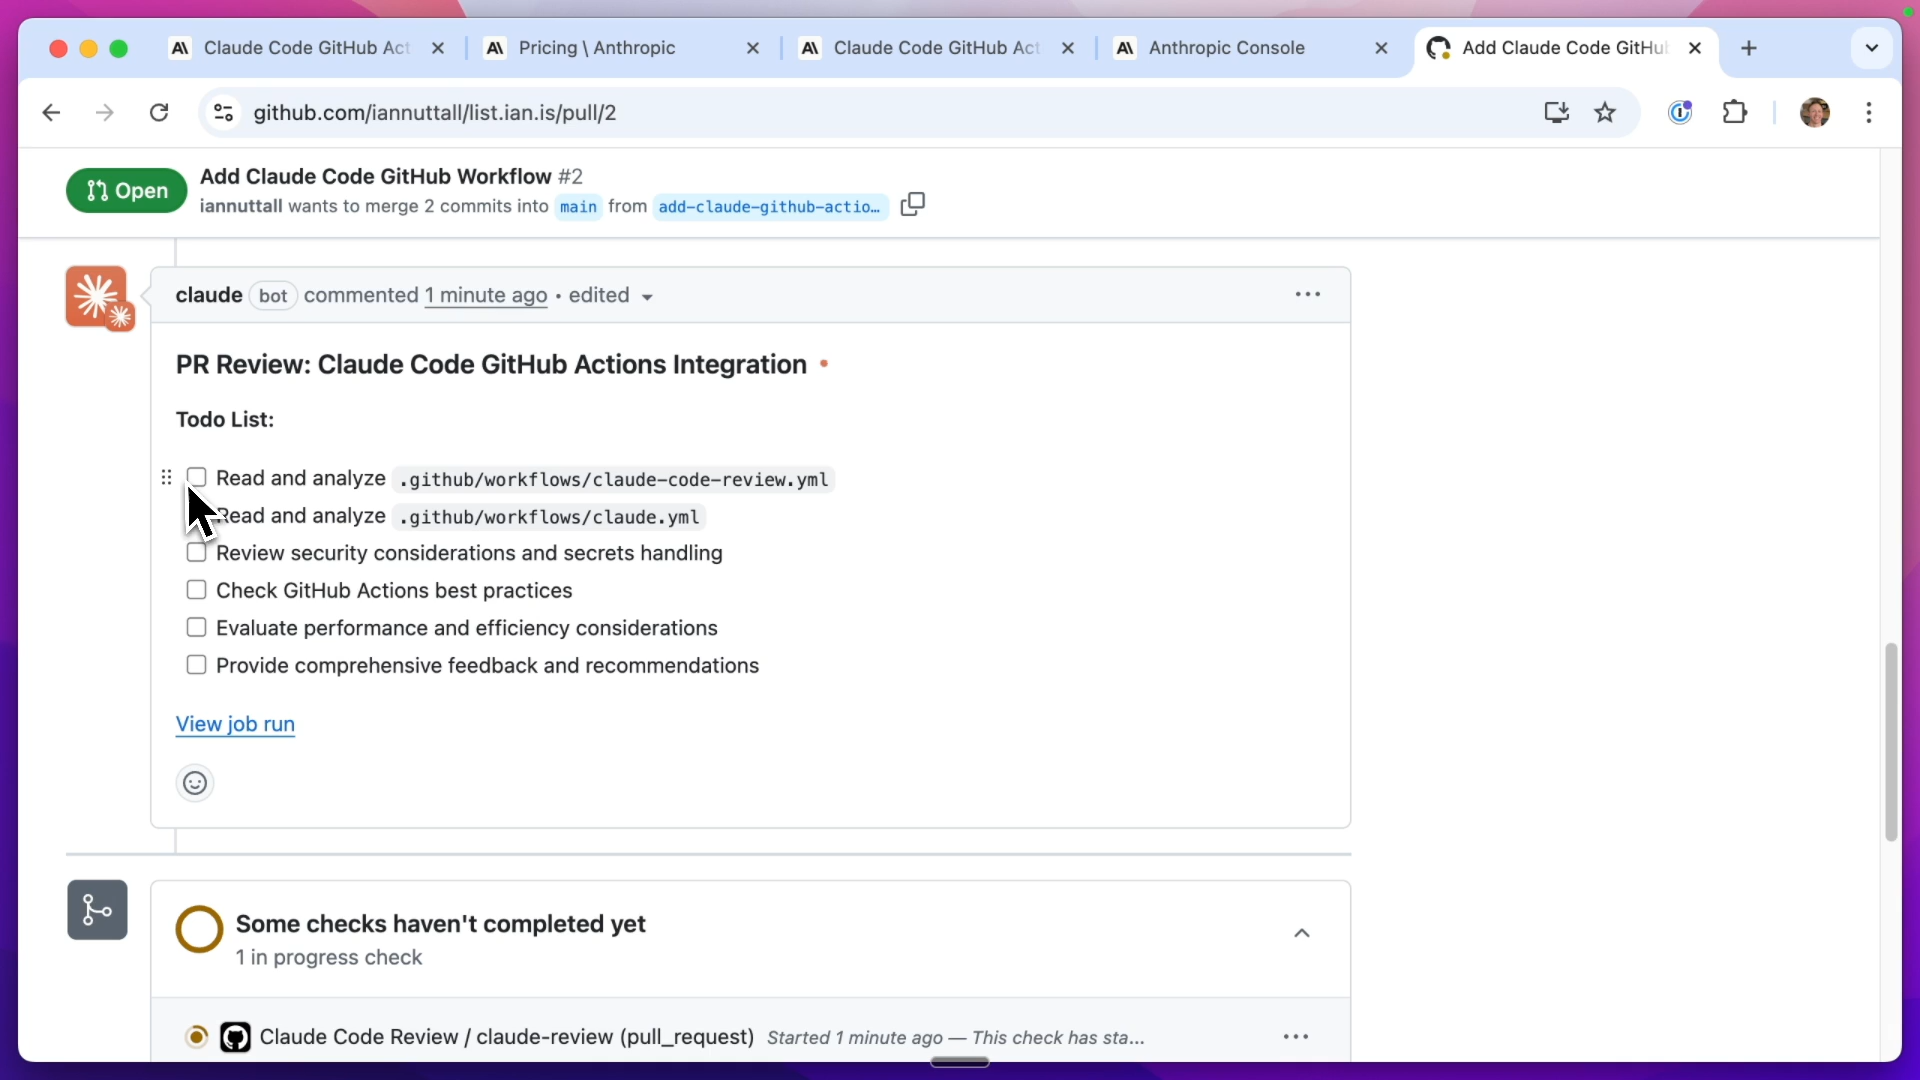 Claude Code GitHub Act
Pricing \ Anthropic
Claude Code GitHub Act
Anthropic Console
Add Claude Code GitHu
github.com/iannuttall/list.ian.is/pull/2
Open
Add Claude Code GitHub Workflow #2
iannuttall wants to merge 2 commits into main from add-claude-github-actio…
claude bot commented 1 minute ago • edited
PR Review: Claude Code GitHub Actions Integration
Todo List:
Read and analyze .github/workflows/claude-code-review.yml
Read and analyze .github/workflows/claude.yml
Review security considerations and secrets handling
Check GitHub Actions best practices
Evaluate performance and efficiency considerations
Provide comprehensive feedback and recommendations
View job run
Some checks haven't completed yet
1 in progress check
Claude Code Review / claude-review (pull_request) Started 1 minute ago — This check has sta...